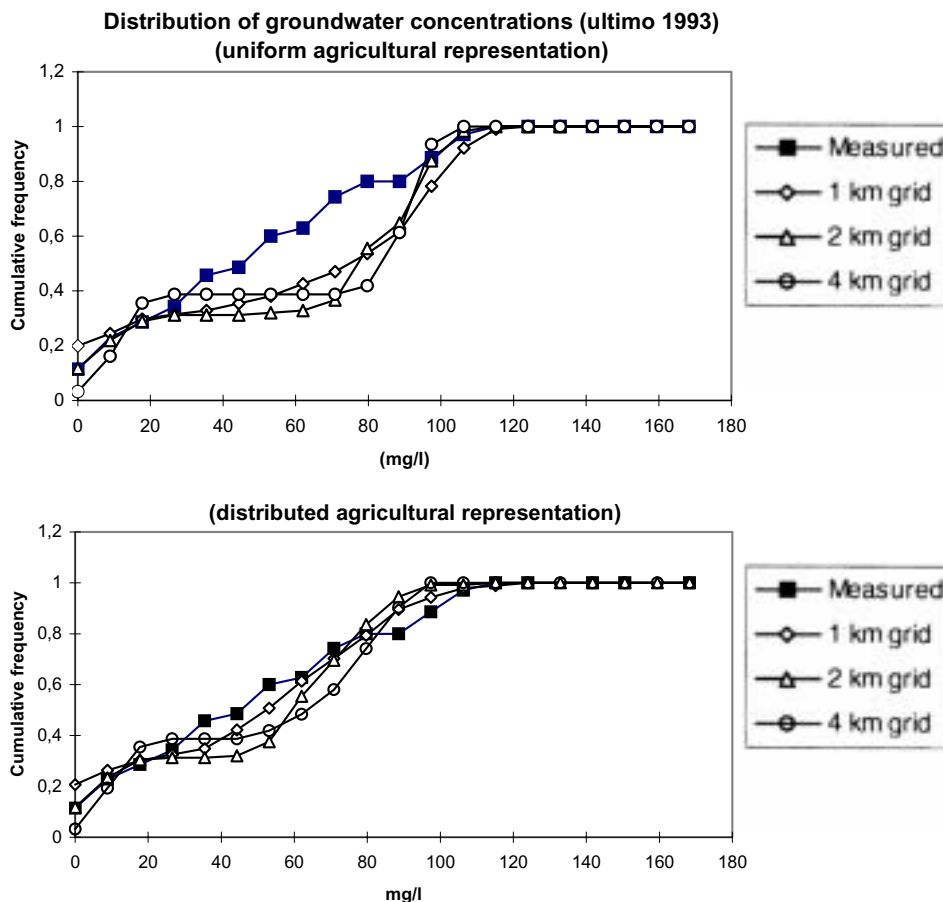 Distribution of groundwater concentrations (ultimo 1993)
(uniform agricultural representation)
1,2
1
0,8
0,6
0,4
0,2
0
Cumulative frequency
0 20 40 60 80 100 120 140 160 180
(mg/l)
Measured
1 km grid
2 km grid
4 km grid
(distributed agricultural representation)
1,2
1
0,8
0,6
0,4
0,2
0
Cumulative frequency
0 20 40 60 80 100 120 140 160 180
mg/l
Measured
1 km grid
2 km grid
4 km grid